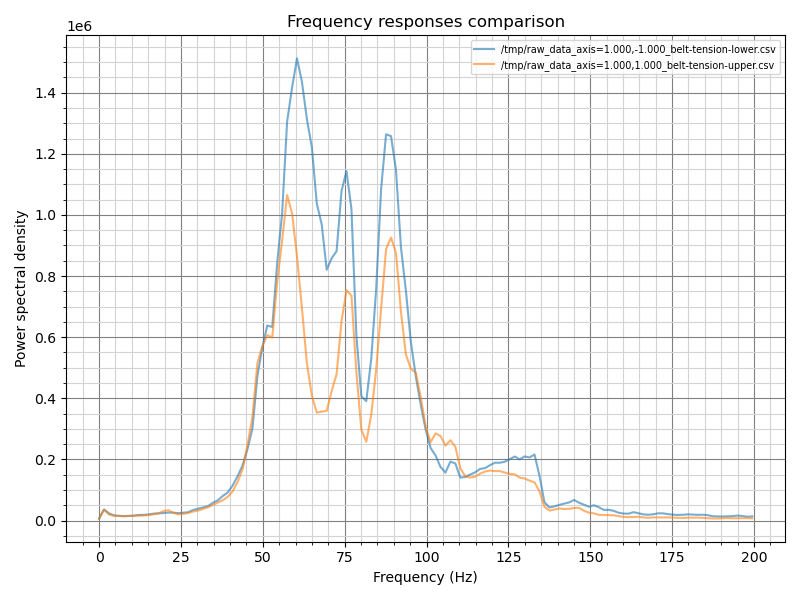 Frequency responses comparison
1e6
/tmp/raw_data_axis=1.000,-1.000_belt-tension-lower.csv
/tmp/raw_data_axis=1.000,1.000_belt-tension-upper.csv
1.4
1.2
1.0
0.8
0.6
0.4
0.2
0.0
Power spectral density
0 25 50 75 100 125 150 175 200
Frequency (Hz)